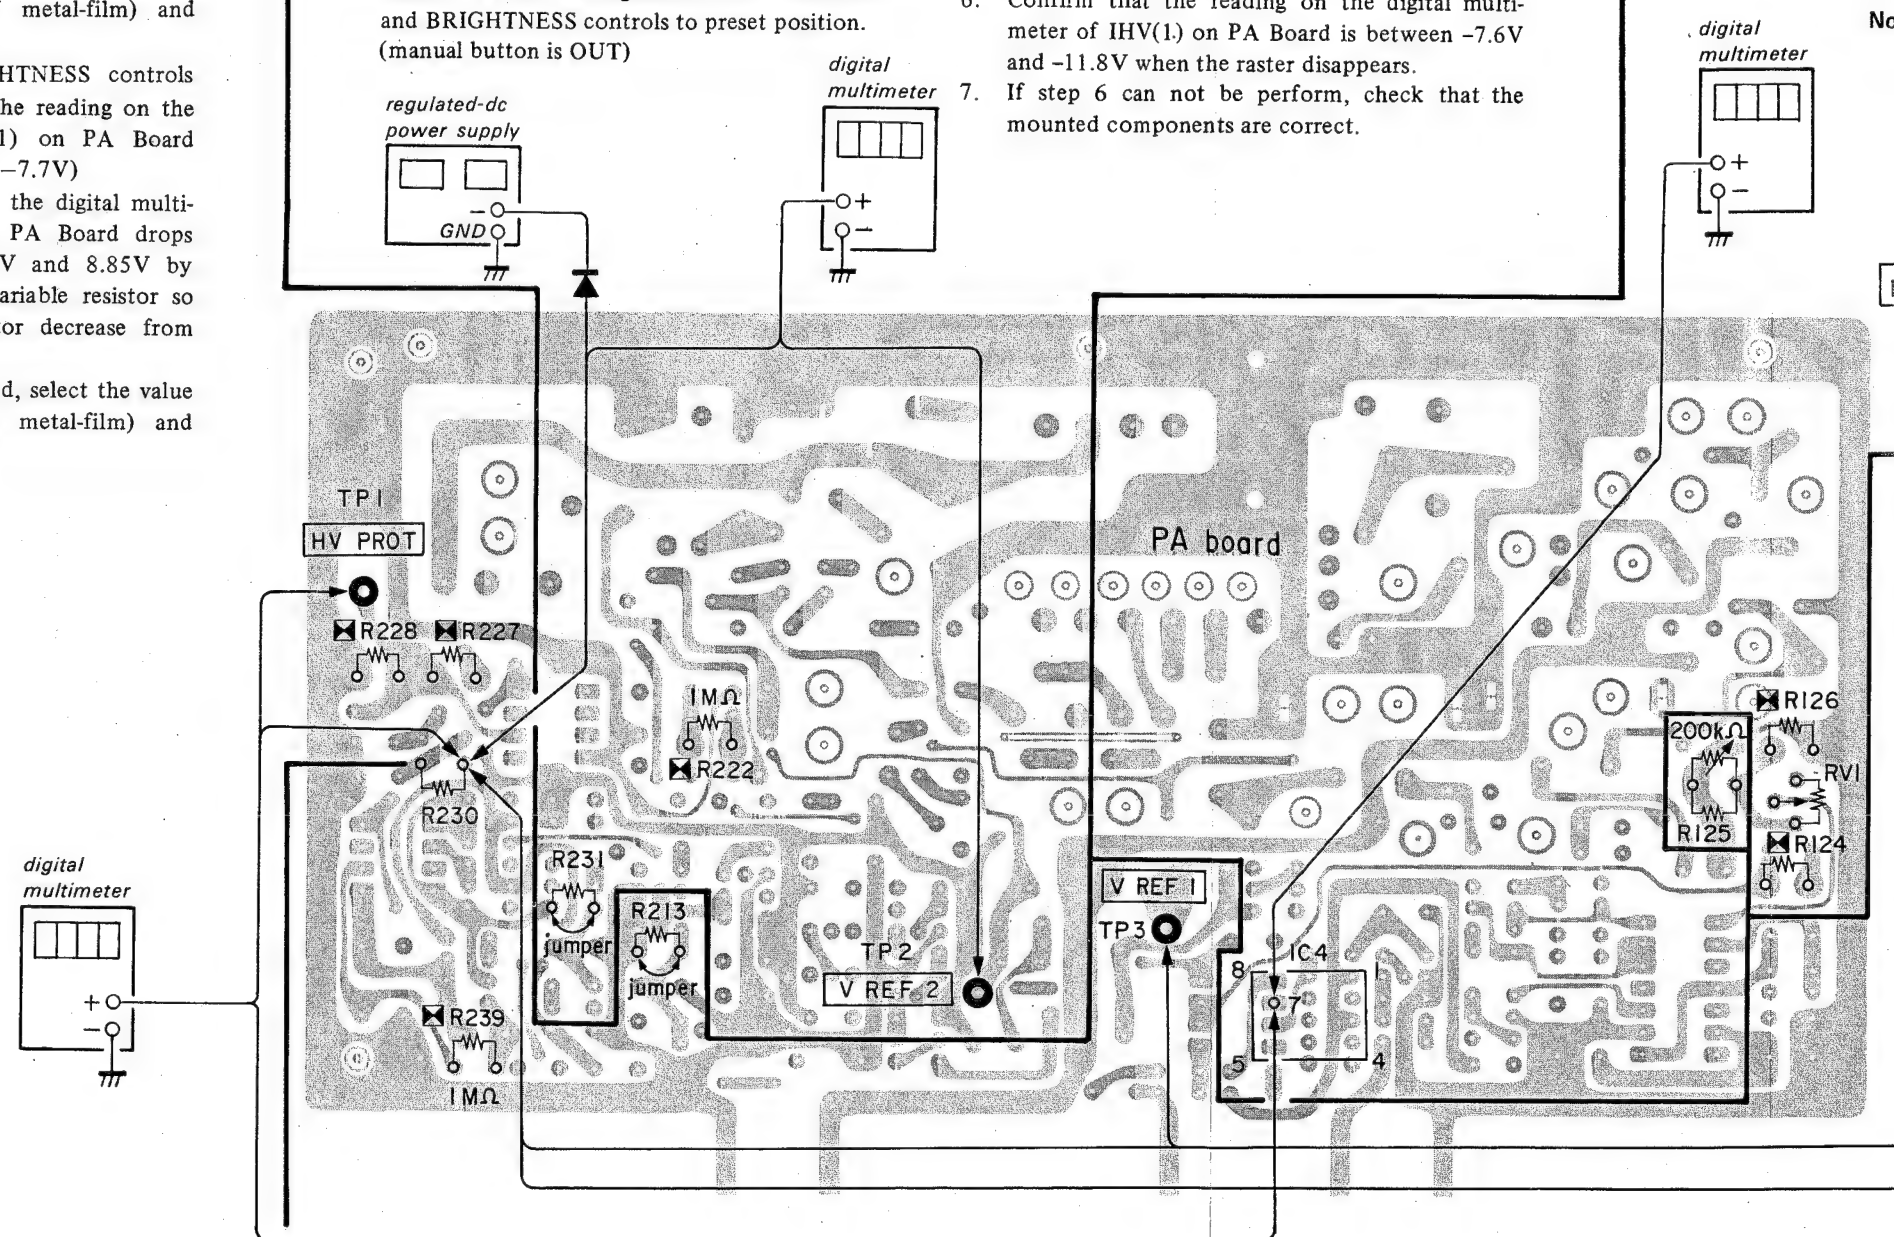 metal-film) and
HTNESS controls
he reading on the
1) on PA Board
−7.7V)
the digital multi-
PA Board drops
V and 8.85V by
ariable resistor so
or decrease from
d, select the value
metal-film) and
and BRIGHTNESS controls to preset position.
(manual button is OUT)
6. Confirm that the reading on the digital multi-
meter of IHV(1.) on PA Board is between −7.6V
and −11.8V when the raster disappears.
7. If step 6 can not be perform, check that the
mounted components are correct.
No
regulated-dc
power supply
−
GND
digital
multimeter
+
−
digital
multimeter
+
−
TP1
HV PROT
R228
R227
1MΩ
R222
R230
R231
jumper
R213
jumper
R239
1MΩ
TP2
V REF 2
PA board
V REF 1
TP3
IC4
8
1
7
5
4
200kΩ
R125
R126
RV1
R124
digital
multimeter
+
−